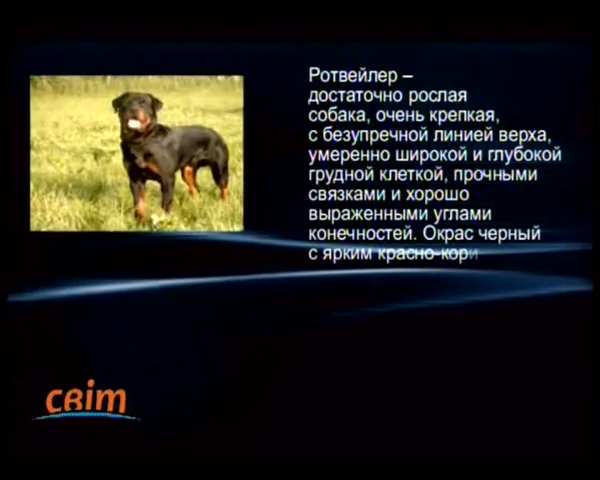 Ротвейлер –
достаточно рослая
собака, очень крепкая,
с безупречной линией верха,
умеренно широкой и глубокой
грудной клеткой, прочными
связками и хорошо
выраженными углами
конечностей. Окрас черный
с ярким красно-кори
світ